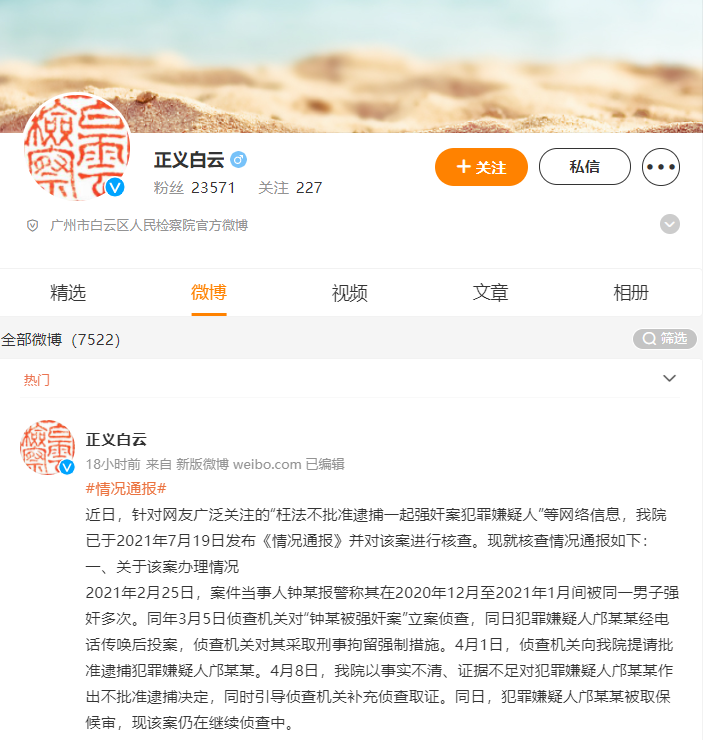 正义白云
粉丝 23571 关注 227
关注
私信
广州市白云区人民检察院官方微博
精选 微博 视频 文章 相册
全部微博（7522）
筛选
热门
正义白云
18小时前 来自 新版微博 weibo.com 已编辑
#情况通报#
近日，针对网友广泛关注的“枉法不批准逮捕一起强奸案犯罪嫌疑人”等网络信息，我院
已于2021年7月19日发布《情况通报》并对该案进行核查。现就核查情况通报如下：
一、关于该案办理情况
2021年2月25日，案件当事人钟某报警称其在2020年12月至2021年1月间被同一男子强
奸多次。同年3月5日侦查机关对“钟某被强奸案”立案侦查，同日犯罪嫌疑人邝某某经电
话传唤后投案，侦查机关对其采取刑事拘留强制措施。4月1日，侦查机关向我院提请批
准逮捕犯罪嫌疑人邝某某。4月8日，我院以事实不清、证据不足对犯罪嫌疑人邝某某作
出不批准逮捕决定，同时引导侦查机关补充侦查取证。同日，犯罪嫌疑人邝某某被取保
候审，现该案仍在继续侦查中。